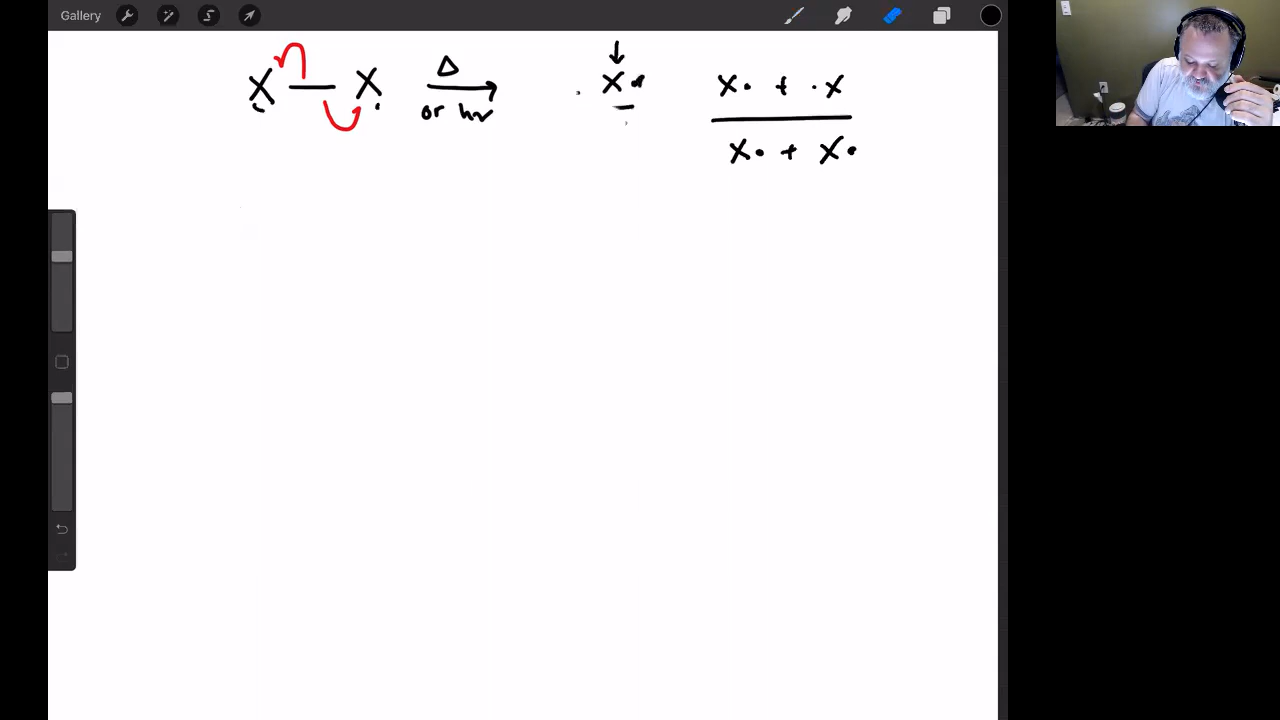 Gallery
X — X Δ → X• X• + •X
or hν X• + X•